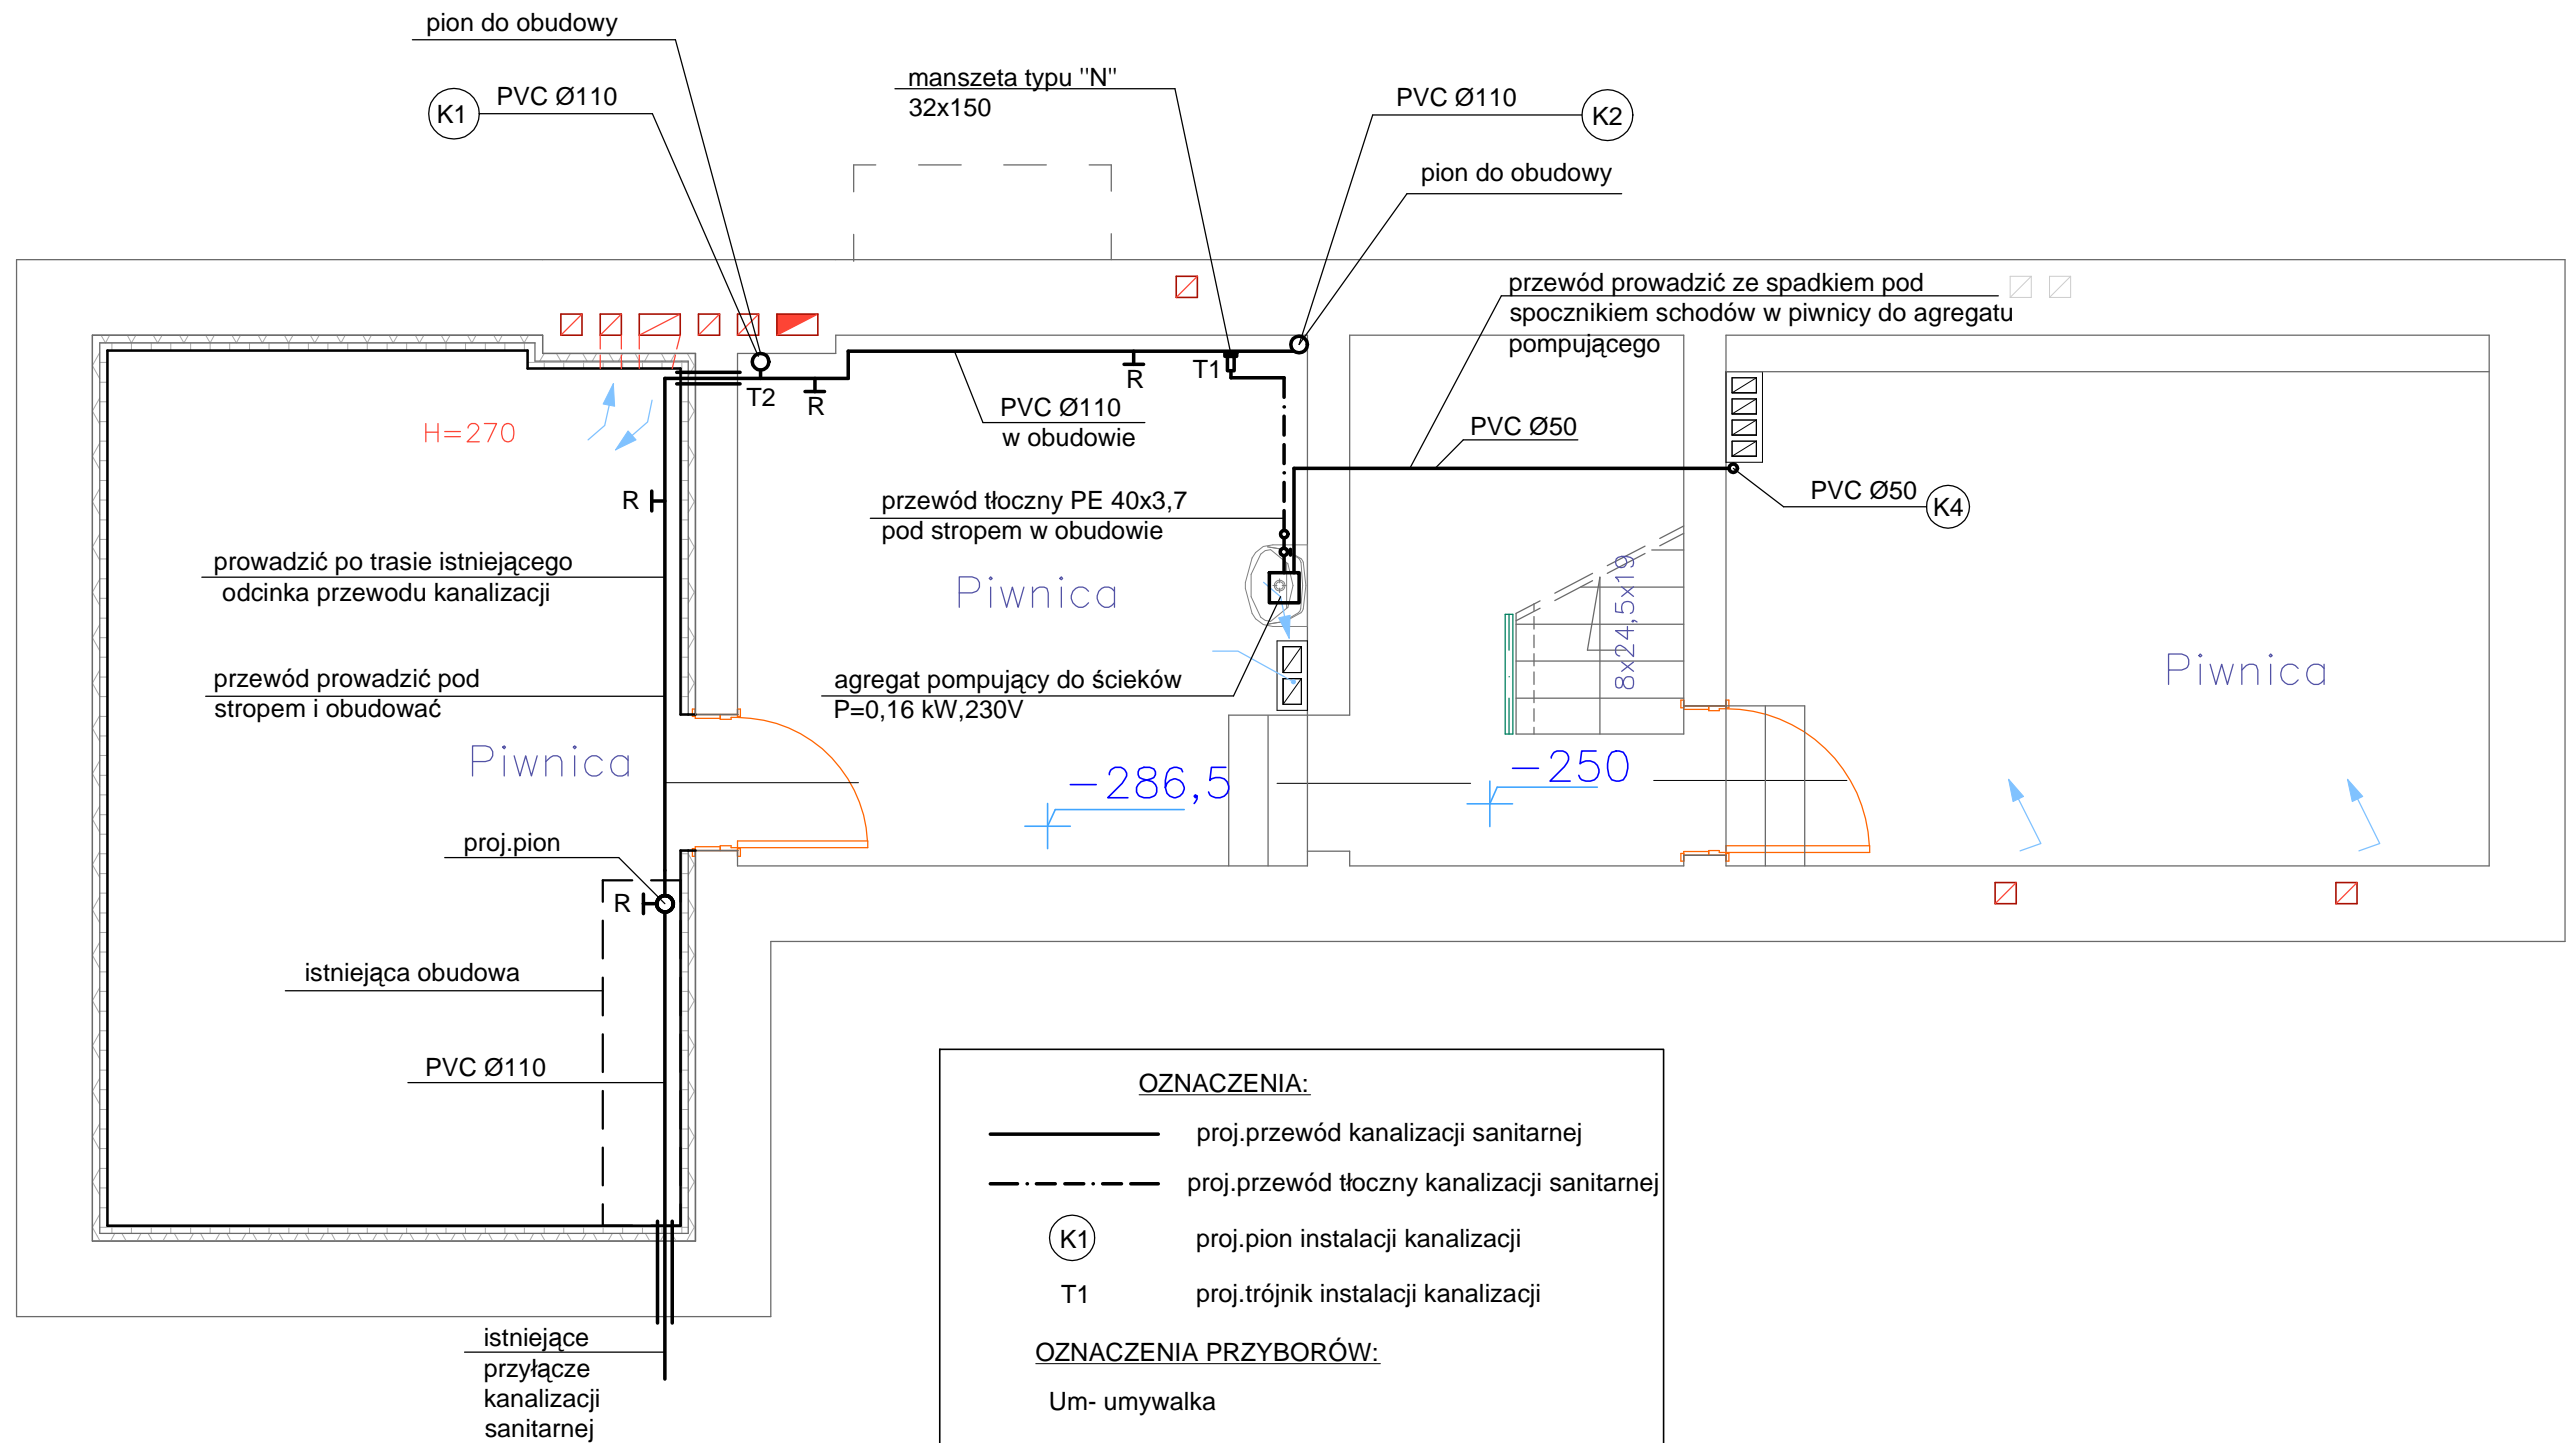 pion do obudowy
K1
PVC Ø110
manszeta typu "N"
32x150
PVC Ø110
K2
pion do obudowy
przewód prowadzić ze spadkiem pod
spocznikiem schodów w piwnicy do agregatu
pompującego
T2
R
R
T1
H=270
PVC Ø110
w obudowie
PVC Ø50
PVC Ø50
K4
R
przewód tłoczny PE 40x3,7
pod stropem w obudowie
prowadzić po trasie istniejącego
odcinka przewodu kanalizacji
Piwnica
8x24,5x19
Piwnica
przewód prowadzić pod
stropem i obudować
agregat pompujący do ścieków
P=0,16 kW,230V
Piwnica
-286,5
-250
proj.pion
R
istniejąca obudowa
PVC Ø110
OZNACZENIA:
proj.przewód kanalizacji sanitarnej
proj.przewód tłoczny kanalizacji sanitarnej
K1 proj.pion instalacji kanalizacji
T1 proj.trójnik instalacji kanalizacji
OZNACZENIA PRZYBORÓW:
Um- umywalka
istniejące
przyłącze
kanalizacji
sanitarnej